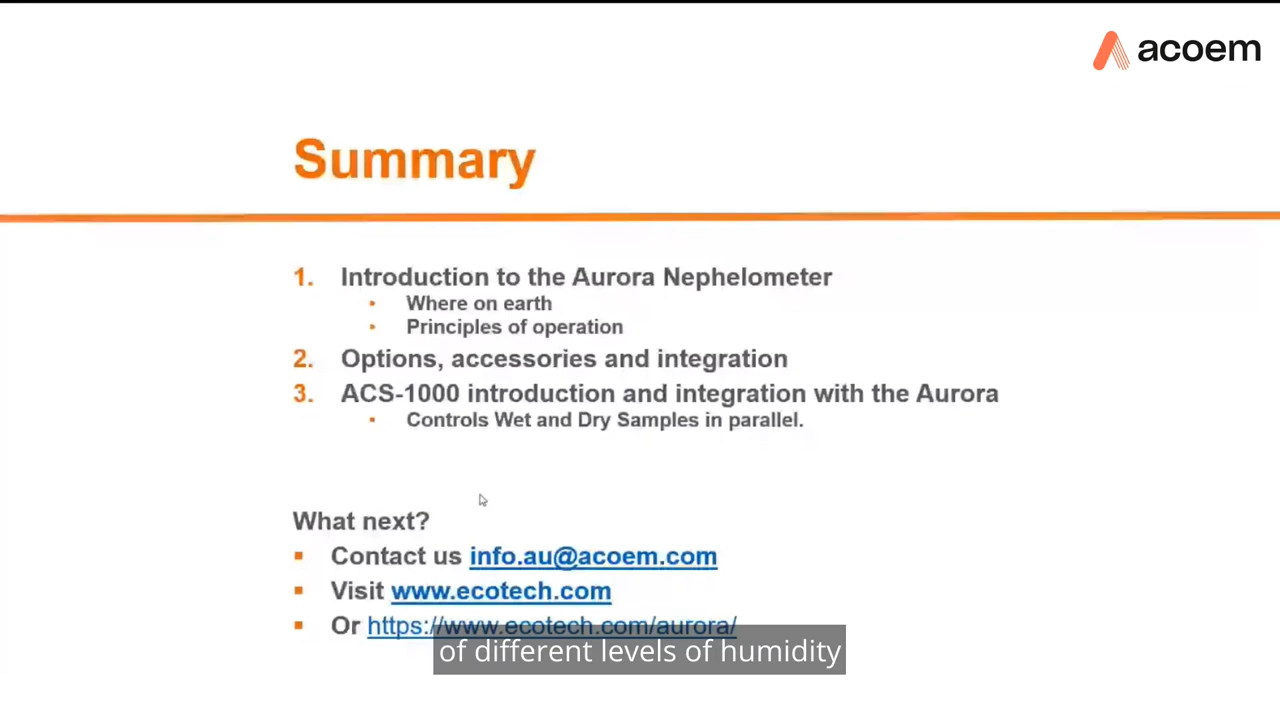 acoem
Summary
1. Introduction to the Aurora Nephelometer
• Where on earth
• Principles of operation
2. Options, accessories and integration
3. ACS-1000 introduction and integration with the Aurora
• Controls Wet and Dry Samples in parallel.
What next?
▪ Contact us info.au@acoem.com
▪ Visit www.ecotech.com
▪ Or https://www.ecotech.com/aurora/
of different levels of humidity